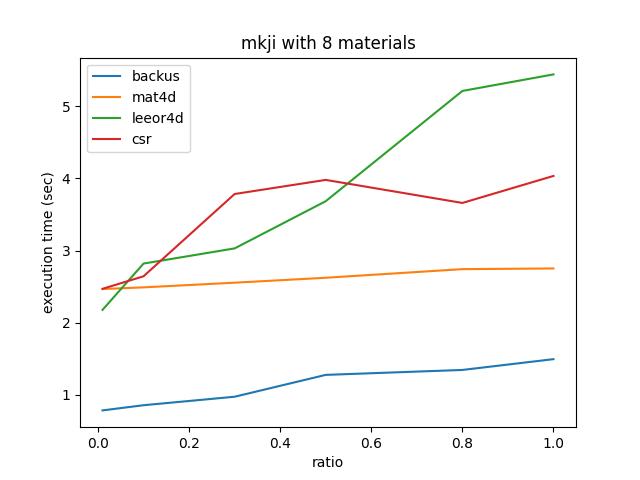 mkji with 8 materials
backus
mat4d
leeor4d
csr
execution time (sec)
5
4
3
2
1
0.0 0.2 0.4 0.6 0.8 1.0
ratio